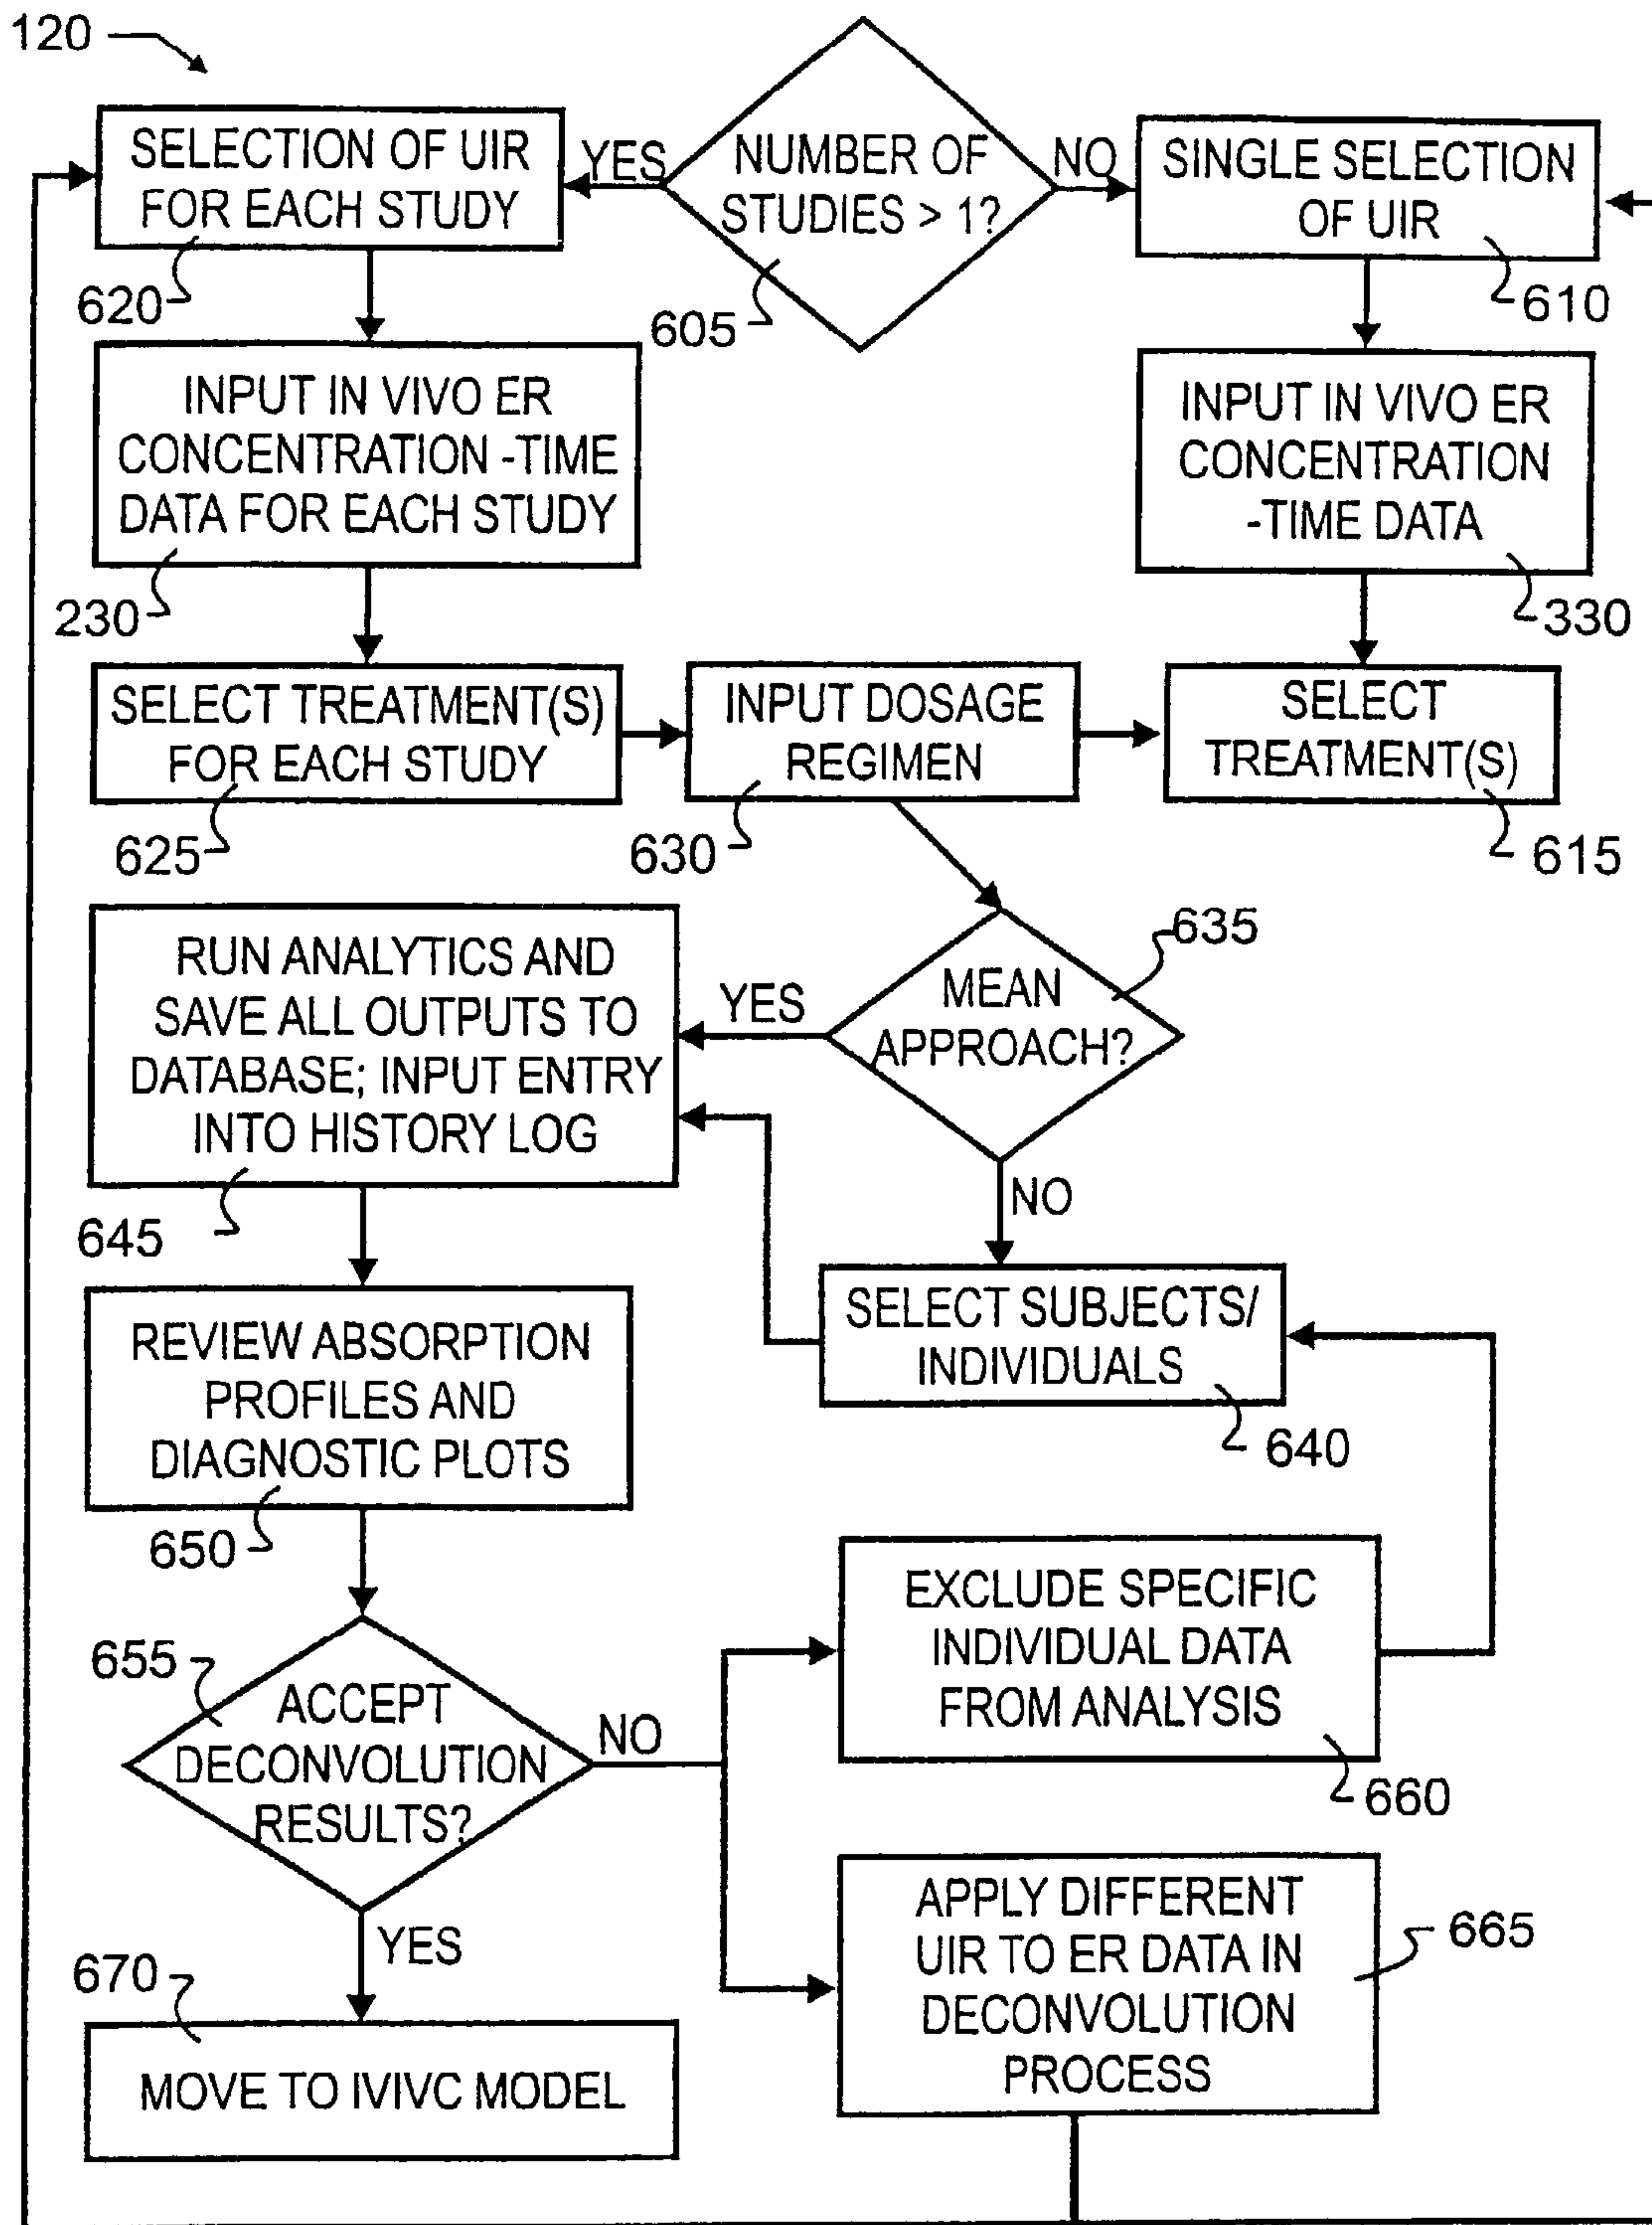 120
SELECTION OF UIR
FOR EACH STUDY
620
YES
NUMBER OF
STUDIES > 1?
605
NO
SINGLE SELECTION
OF UIR
610
INPUT IN VIVO ER
CONCENTRATION -TIME
DATA FOR EACH STUDY
230
INPUT IN VIVO ER
CONCENTRATION
-TIME DATA
330
SELECT TREATMENT(S)
FOR EACH STUDY
625
INPUT DOSAGE
REGIMEN
630
SELECT
TREATMENT(S)
615
635
MEAN
APPROACH?
YES
NO
RUN ANALYTICS AND
SAVE ALL OUTPUTS TO
DATABASE; INPUT ENTRY
INTO HISTORY LOG
645
SELECT SUBJECTS/
INDIVIDUALS
640
REVIEW ABSORPTION
PROFILES AND
DIAGNOSTIC PLOTS
650
655
ACCEPT
DECONVOLUTION
RESULTS?
NO
YES
EXCLUDE SPECIFIC
INDIVIDUAL DATA
FROM ANALYSIS
660
APPLY DIFFERENT
UIR TO ER DATA IN
DECONVOLUTION
PROCESS
665
670
MOVE TO IVIVC MODEL